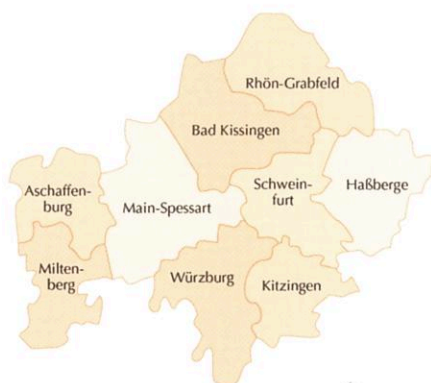 Rhön-Grabfeld
Bad Kissingen
Aschaffen-
burg
Main-Spessart
Schwein-
furt
Haßberge
Milten-
berg
Würzburg
Kitzingen